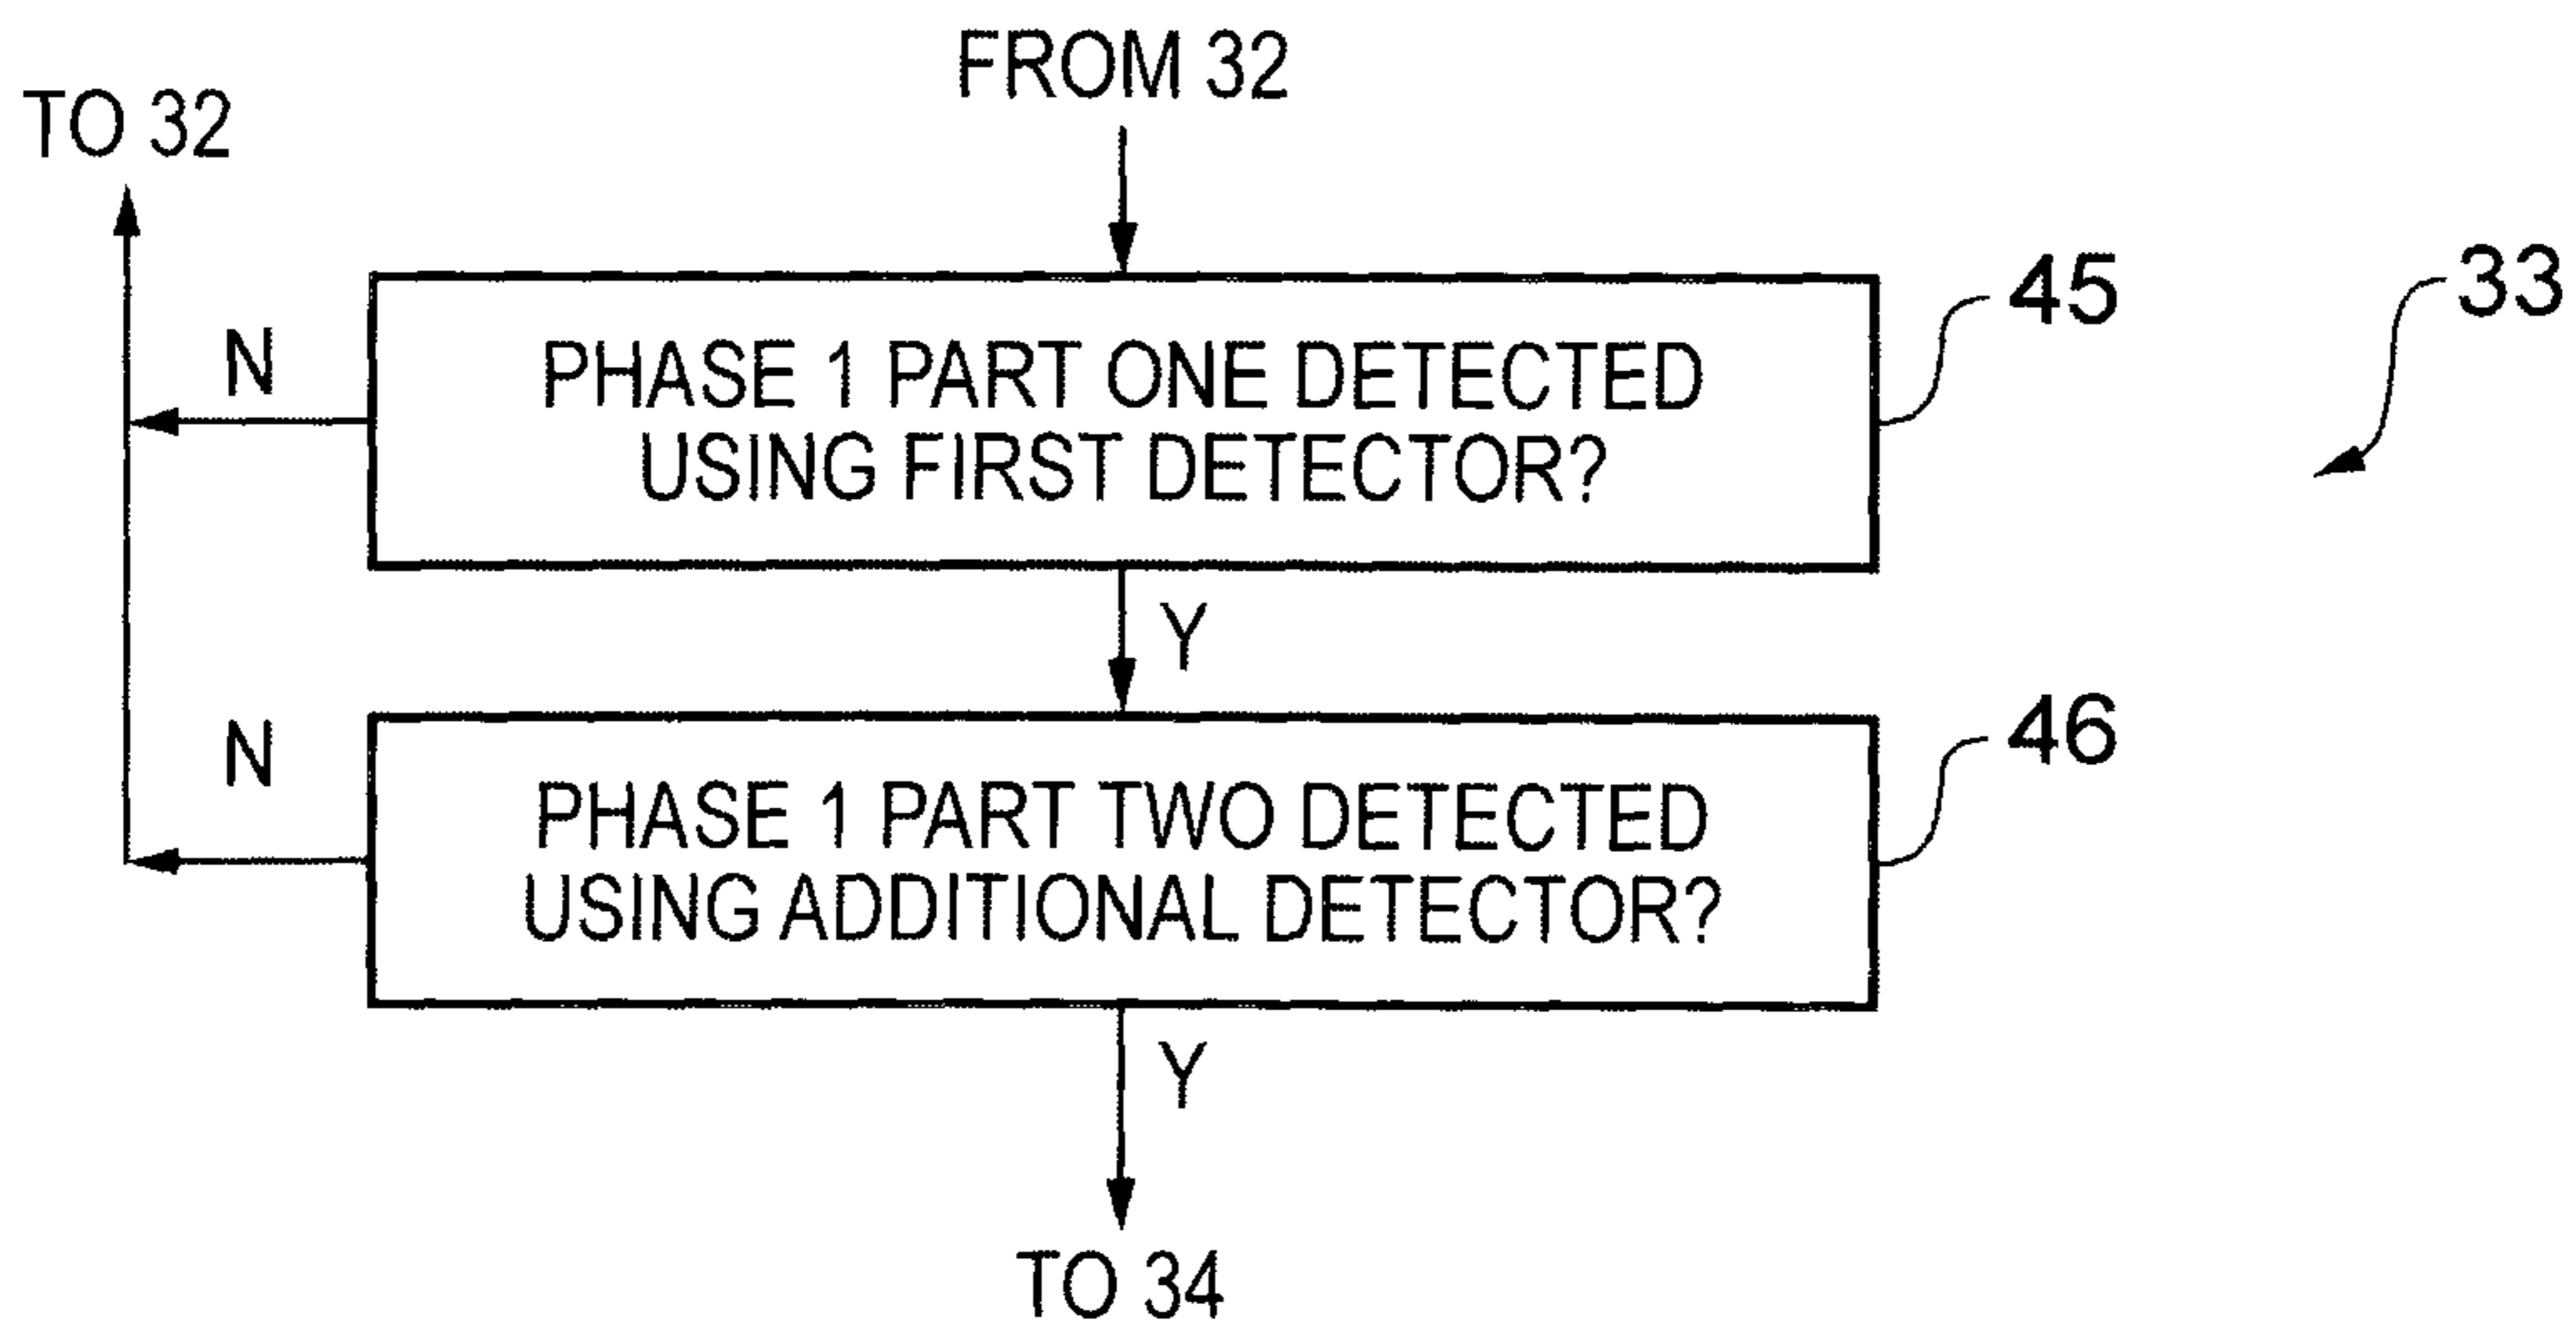 FROM 32
TO 32
45
33
N
PHASE 1 PART ONE DETECTED
USING FIRST DETECTOR?
Y
46
N
PHASE 1 PART TWO DETECTED
USING ADDITIONAL DETECTOR?
Y
TO 34